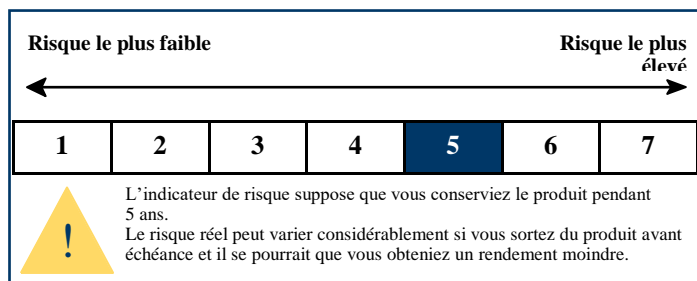 Risque le plus faible
Risque le plus
élevé
1 2 3 4 5 6 7
L’indicateur de risque suppose que vous conserviez le produit pendant
5 ans.
Le risque réel peut varier considérablement si vous sortez du produit avant
échéance et il se pourrait que vous obteniez un rendement moindre.
!